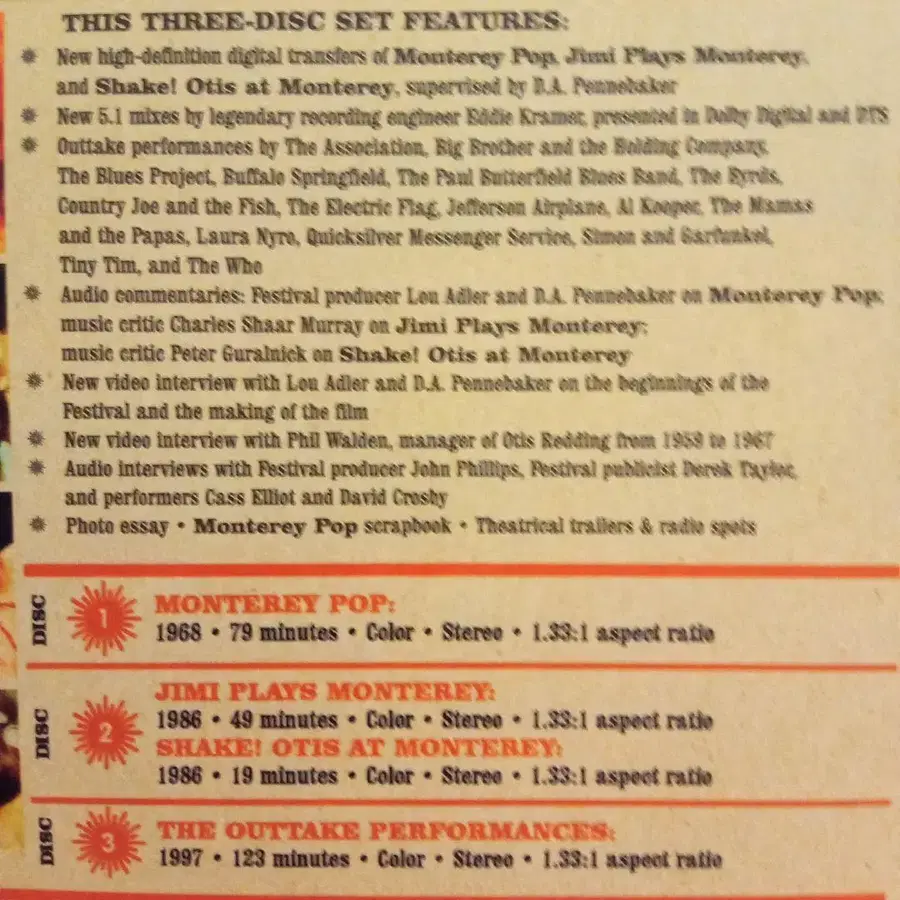 THIS THREE-DISC SET FEATURES:
✹ New high-definition digital transfers of Monterey Pop, Jimi Plays Monterey,
and Shake! Otis at Monterey, supervised by D.A. Pennebaker
✹ New 5.1 mixes by legendary recording engineer Eddie Kramer, presented in Dolby Digital and DTS
✹ Outtake performances by The Association, Big Brother and the Holding Company,
The Blues Project, Buffalo Springfield, The Paul Butterfield Blues Band, The Byrds,
Country Joe and the Fish, The Electric Flag, Jefferson Airplane, Al Kooper, The Mamas
and the Papas, Laura Nyro, Quicksilver Messenger Service, Simon and Garfunkel,
Tiny Tim, and The Who
✹ Audio commentaries: Festival producer Lou Adler and D.A. Pennebaker on Monterey Pop;
music critic Charles Shaar Murray on Jimi Plays Monterey;
music critic Peter Guralnick on Shake! Otis at Monterey
✹ New video interview with Lou Adler and D.A. Pennebaker on the beginnings of the
Festival and the making of the film
✹ New video interview with Phil Walden, manager of Otis Redding from 1959 to 1967
✹ Audio interviews with Festival producer John Phillips, Festival publicist Derek Taylor,
and performers Cass Elliot and David Crosby
✹ Photo essay • Monterey Pop scrapbook • Theatrical trailers & radio spots
DISC 1
MONTEREY POP:
1968 • 79 minutes • Color • Stereo • 1.33:1 aspect ratio
DISC 2
JIMI PLAYS MONTEREY:
1986 • 49 minutes • Color • Stereo • 1.33:1 aspect ratio
SHAKE! OTIS AT MONTEREY:
1986 • 19 minutes • Color • Stereo • 1.33:1 aspect ratio
DISC 3
THE OUTTAKE PERFORMANCES:
1997 • 123 minutes • Color • Stereo • 1.33:1 aspect ratio